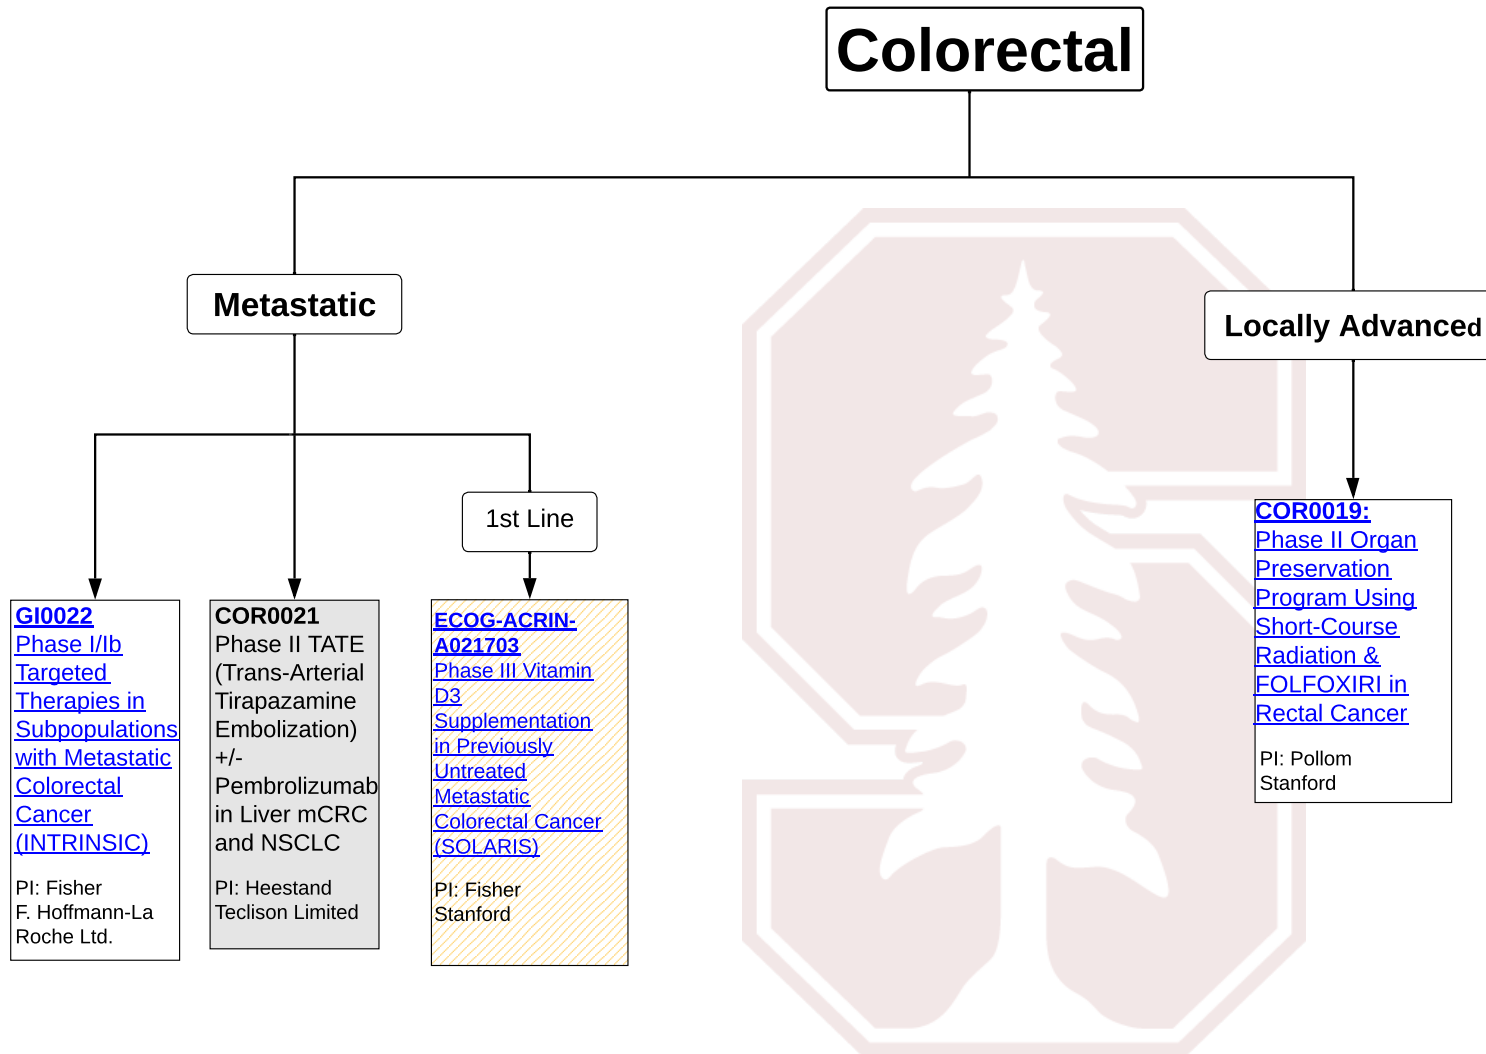 Colorectal
Metastatic
Locally Advanced
1st Line
GI0022
Phase I/Ib
Targeted
Therapies in
Subpopulations
with Metastatic
Colorectal
Cancer
(INTRINSIC)
PI: Fisher
F. Hoffmann-La
Roche Ltd.
COR0021
Phase II TATE
(Trans-Arterial
Tirapazamine
Embolization)
+/-
Pembrolizumab
in Liver mCRC
and NSCLC
PI: Heestand
Teclison Limited
ECOG-ACRIN-
A021703
Phase III Vitamin
D3
Supplementation
in Previously
Untreated
Metastatic
Colorectal Cancer
(SOLARIS)
PI: Fisher
Stanford
COR0019:
Phase II Organ
Preservation
Program Using
Short-Course
Radiation &
FOLFOXIRI in
Rectal Cancer
PI: Pollom
Stanford